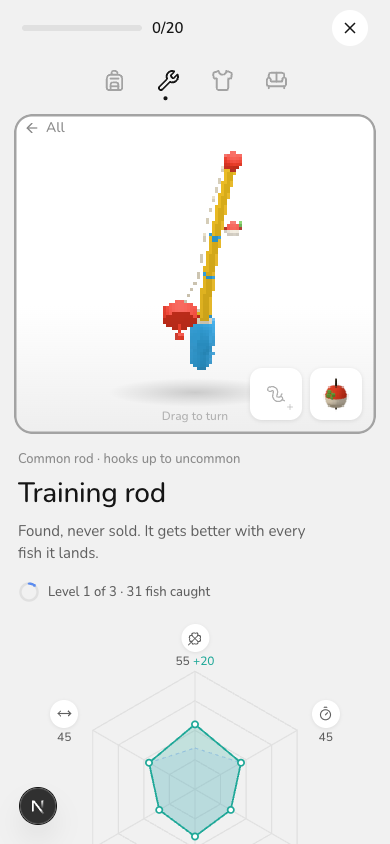 0/20
All
Drag to turn
Common rod · hooks up to uncommon
Training rod
Found, never sold. It gets better with every
fish it lands.
Level 1 of 3 · 31 fish caught
55 +20
45
45
N